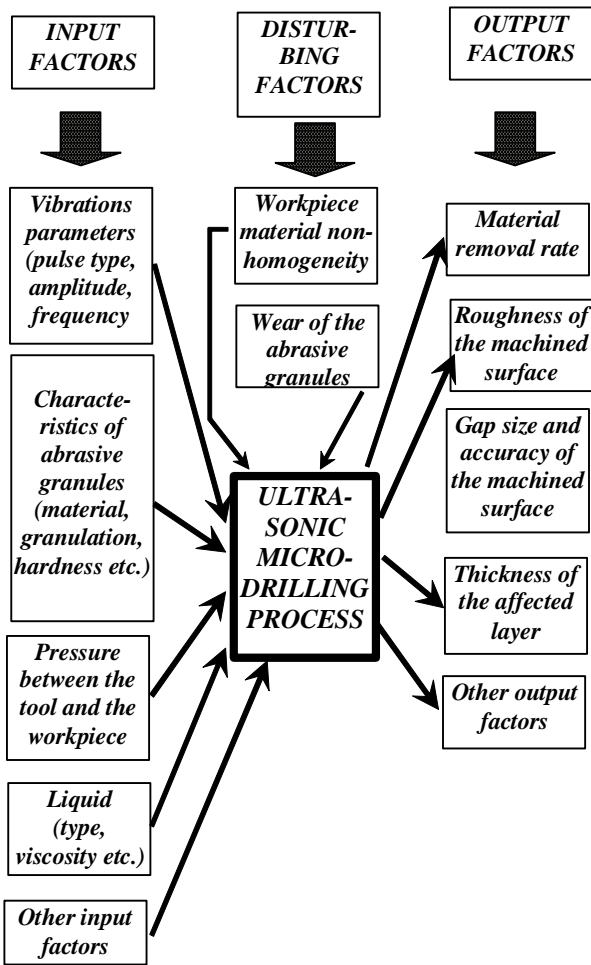 INPUT
FACTORS
DISTUR-
BING
FACTORS
OUTPUT
FACTORS
Vibrations
parameters
(pulse type,
amplitude,
frequency
Characte-
ristics of
abrasive
granules
(material,
granulation,
hardness etc.)
Pressure
between the
tool and the
workpiece
Liquid
(type,
viscosity etc.)
Other input
factors
Workpiece
material non-
homogeneity
Wear of the
abrasive
granules
ULTRA-
SONIC
MICRO-
DRILLING
PROCESS
Material
removal rate
Roughness of
the machined
surface
Gap size and
accuracy of
the machined
surface
Thickness of
the affected
layer
Other output
factors